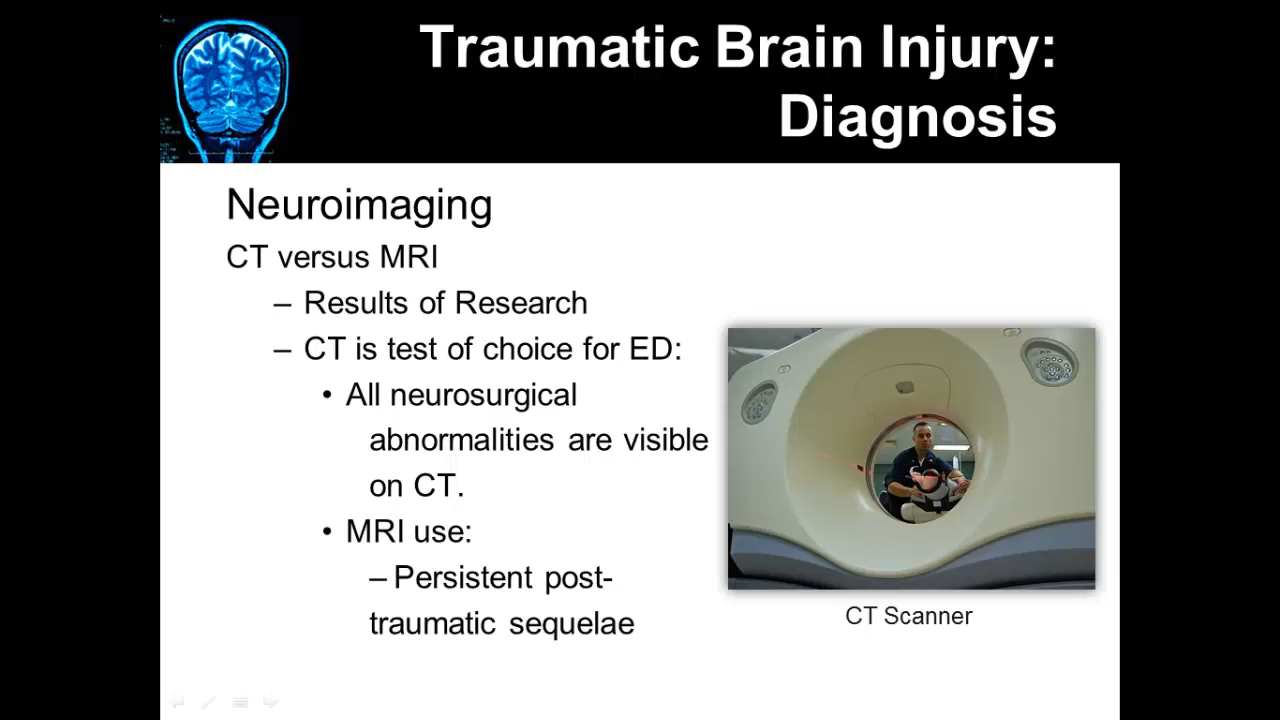 Traumatic Brain Injury:
Diagnosis
Neuroimaging
CT versus MRI
– Results of Research
– CT is test of choice for ED:
• All neurosurgical
abnormalities are visible
on CT.
• MRI use:
– Persistent post-
traumatic sequelae
CT Scanner